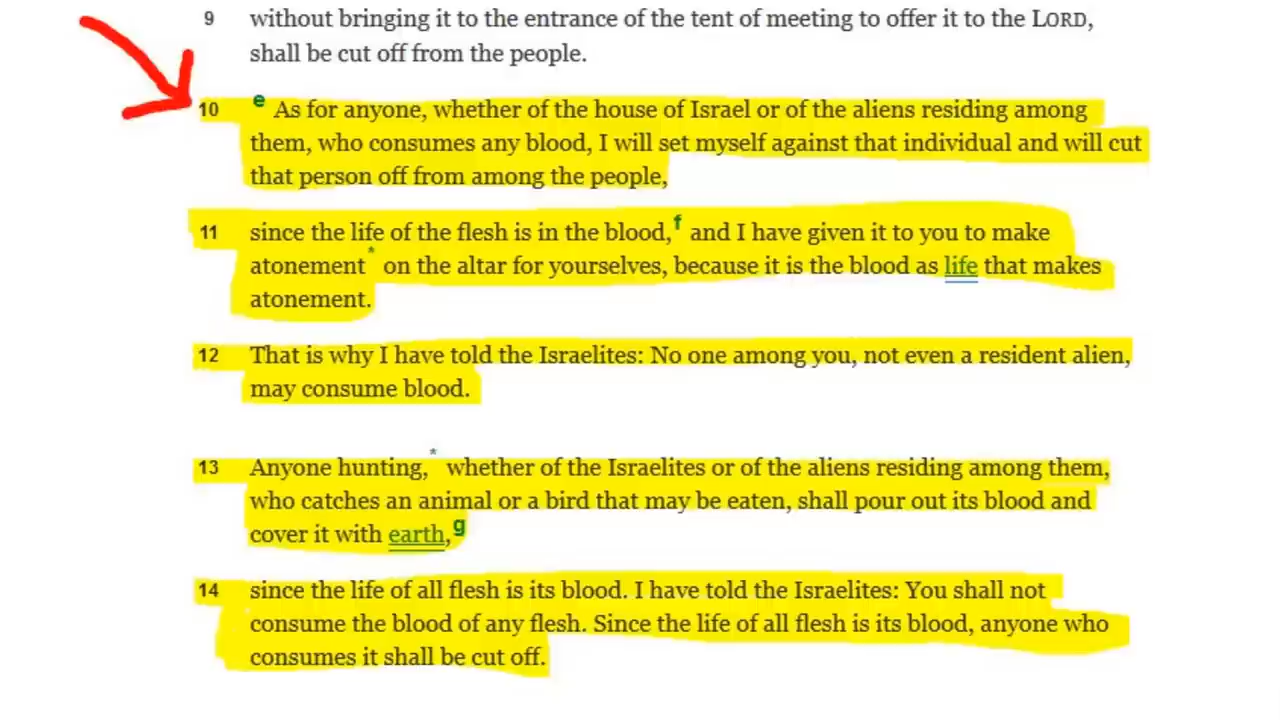 9 without bringing it to the entrance of the tent of meeting to offer it to the LORD,
shall be cut off from the people.
10 e As for anyone, whether of the house of Israel or of the aliens residing among
them, who consumes any blood, I will set myself against that individual and will cut
that person off from among the people,
11 since the life of the flesh is in the blood,f and I have given it to you to make
atonement* on the altar for yourselves, because it is the blood as life that makes
atonement.
12 That is why I have told the Israelites: No one among you, not even a resident alien,
may consume blood.
13 Anyone hunting,* whether of the Israelites or of the aliens residing among them,
who catches an animal or a bird that may be eaten, shall pour out its blood and
cover it with earth,g
14 since the life of all flesh is its blood. I have told the Israelites: You shall not
consume the blood of any flesh. Since the life of all flesh is its blood, anyone who
consumes it shall be cut off.